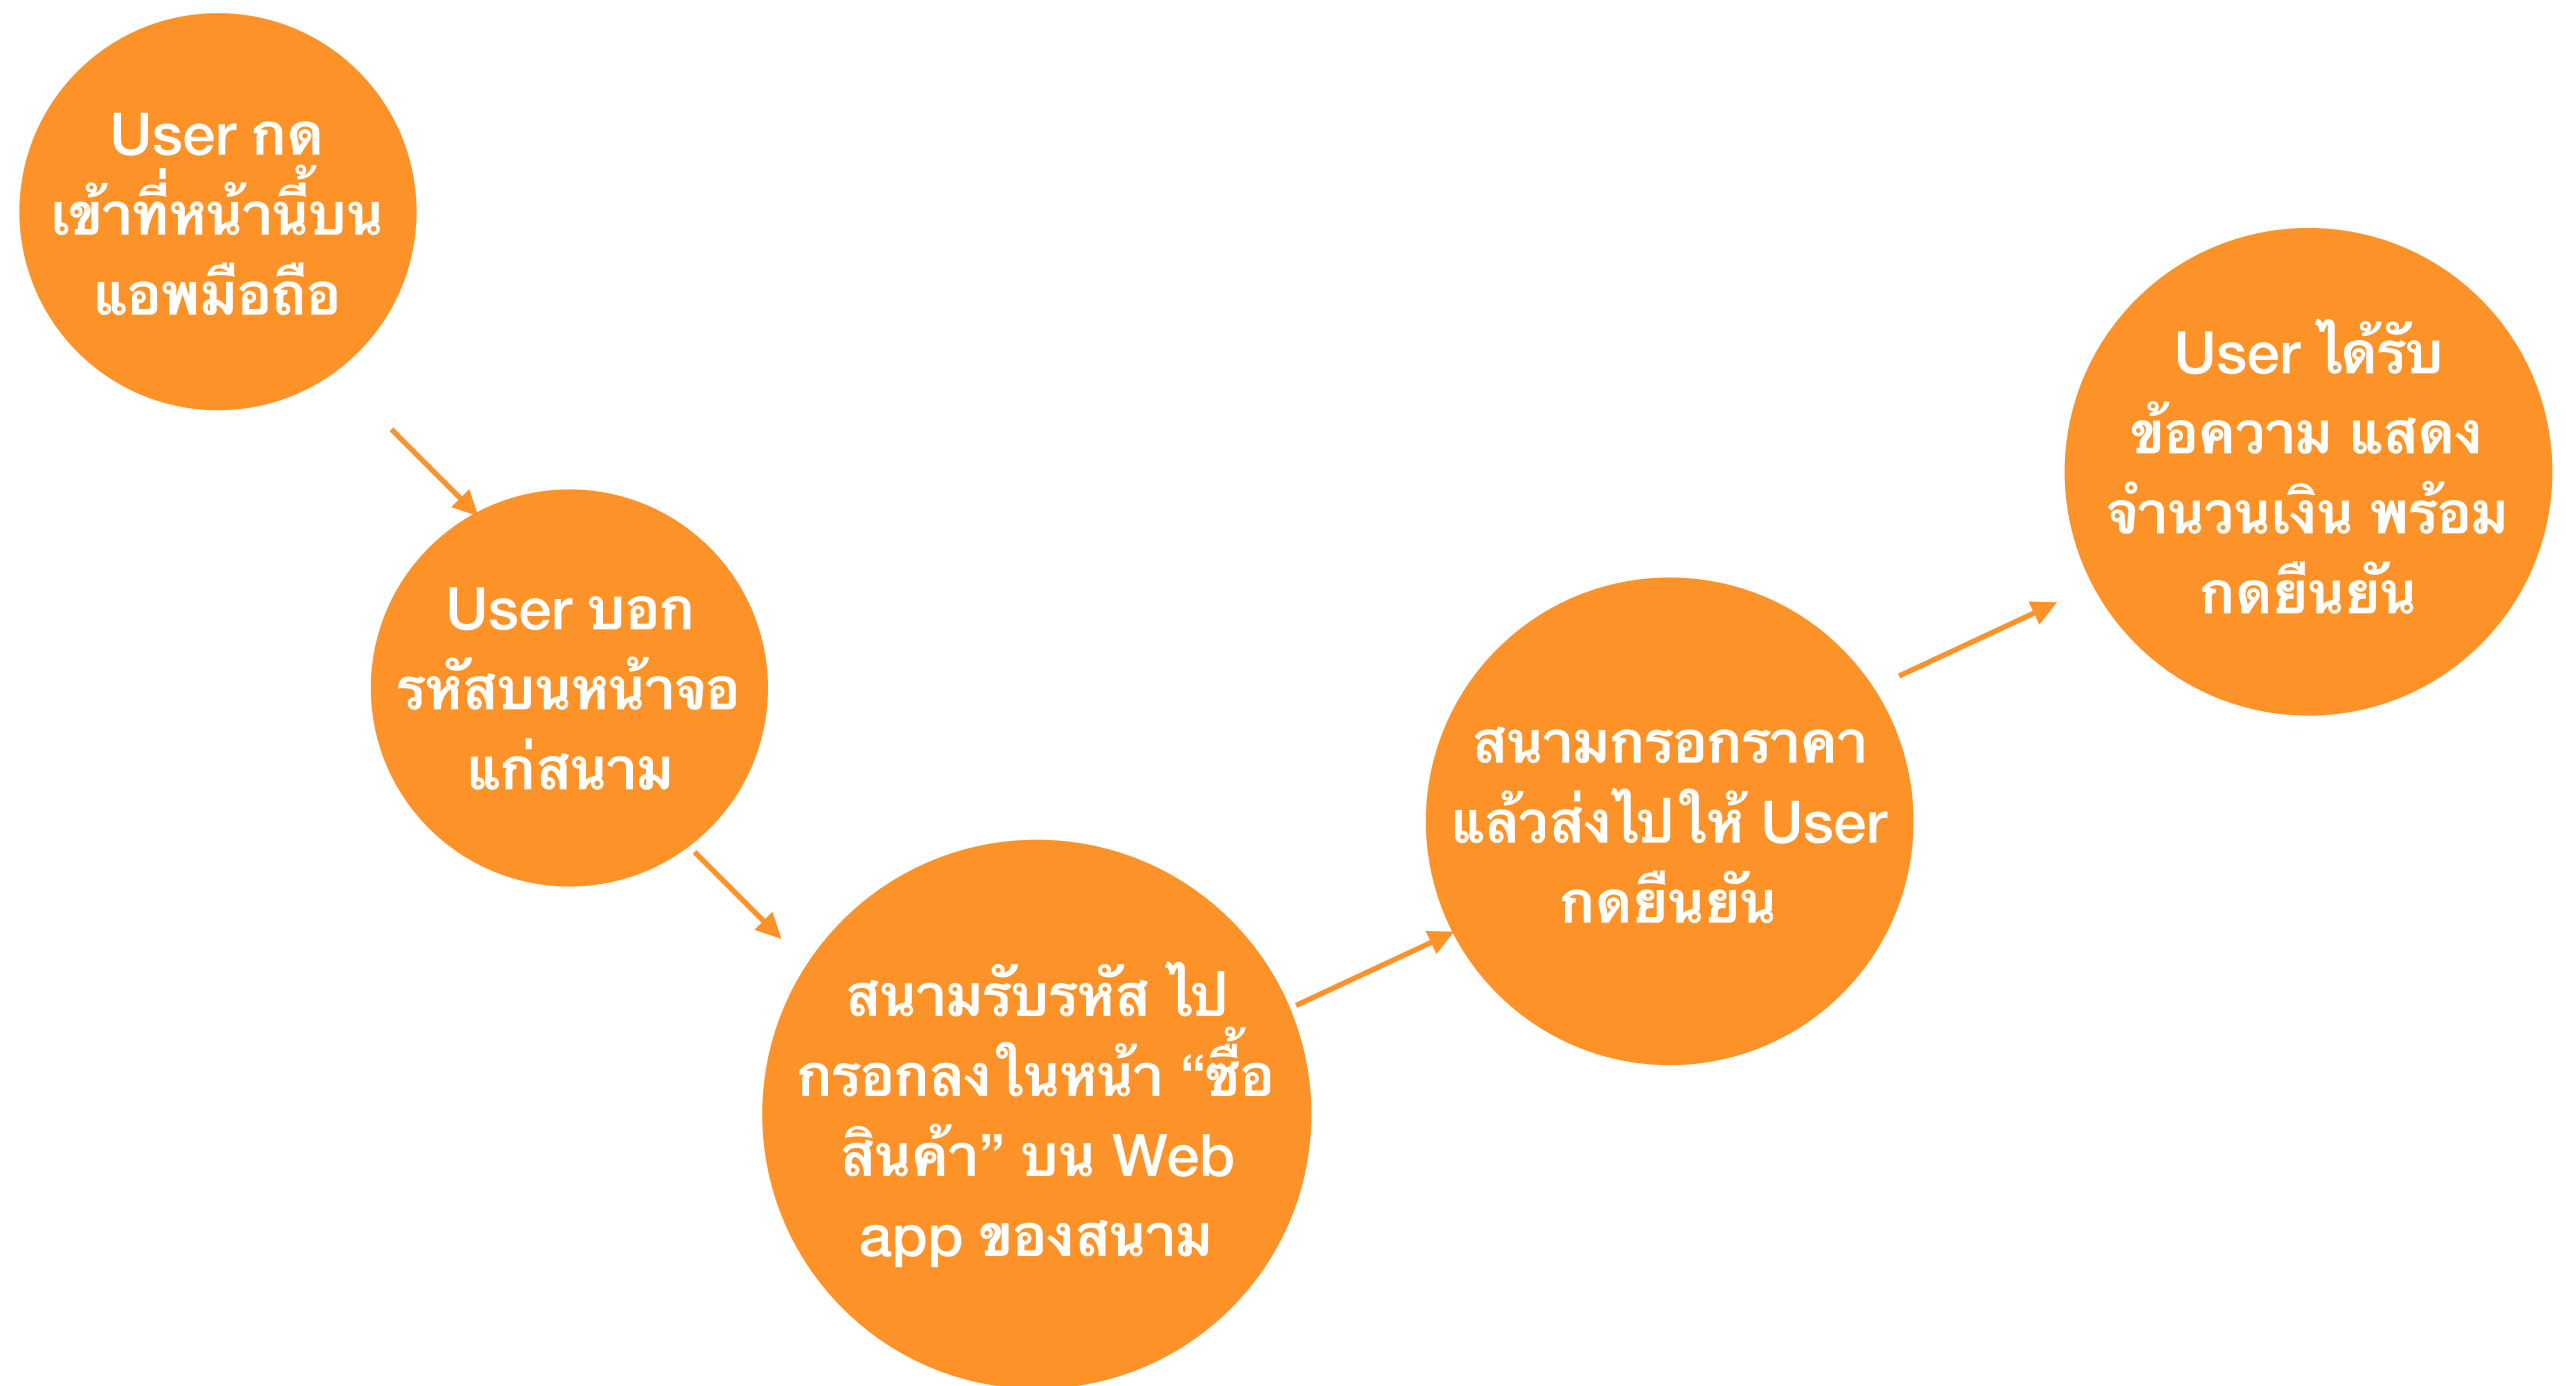 User กด
เข้าที่หน้านี้บน
แอพมือถือ
User บอก
รหัสบนหน้าจอ
แก่สนาม
สนามรับรหัส ไป
กรอกลงในหน้า “ซื้อ
สินค้า” บน Web
app ของสนาม
สนามกรอกราคา
แล้วส่งไปให้ User
กดยืนยัน
User ได้รับ
ข้อความ แสดง
จำนวนเงิน พร้อม
กดยืนยัน